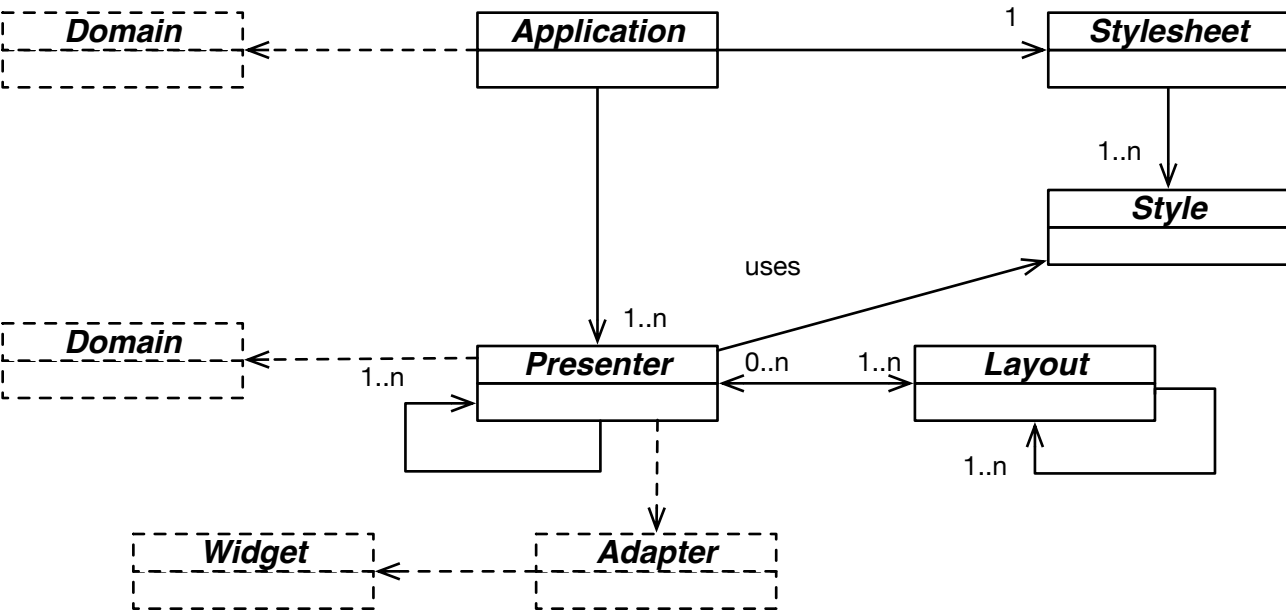 Domain
Application
1
Stylesheet
1..n
Style
uses
1..n
Domain
1..n
Presenter
0..n
1..n
Layout
1..n
Widget
Adapter